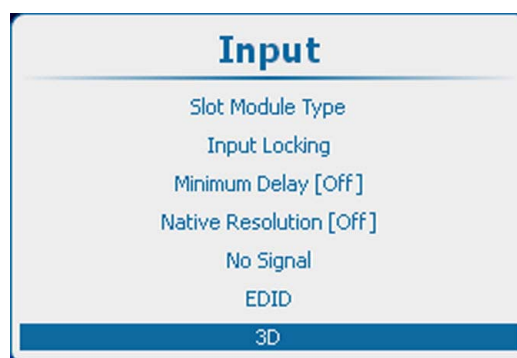 Input
Slot Module Type
Input Locking
Minimum Delay [Off]
Native Resolution [Off]
No Signal
EDID
3D